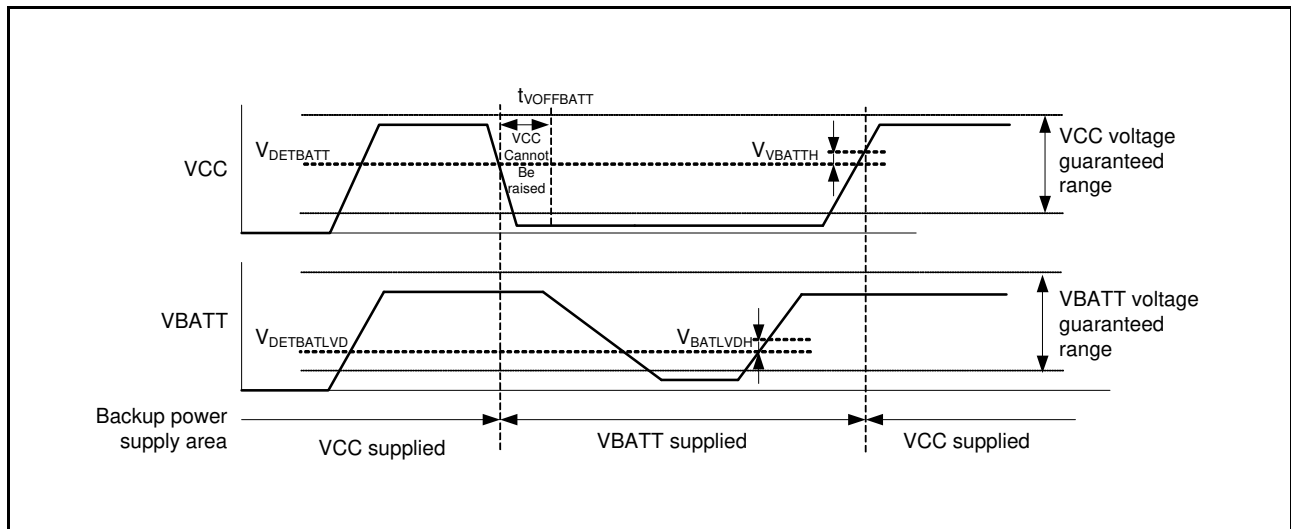 tVOFFBATT
VCC
VDETBATT
VCC
Cannot
Be
raised
VVBATTH
VCC voltage
guaranteed
range
VBATT
VDETBATLVD
VBATLVDH
VBATT voltage
guaranteed
range
Backup power
supply area
VCC supplied
VBATT supplied
VCC supplied